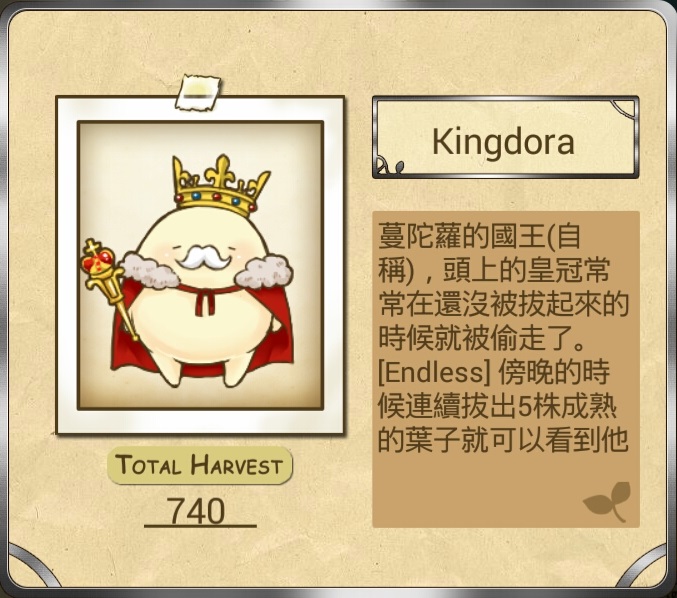 Kingdora
蔓陀蘿的國王(自
稱)，頭上的皇冠常
常在還沒被拔起來的
時候就被偷走了。
[Endless] 傍晚的時
候連續拔出5株成熟
的葉子就可以看到他
TOTAL HARVEST
740